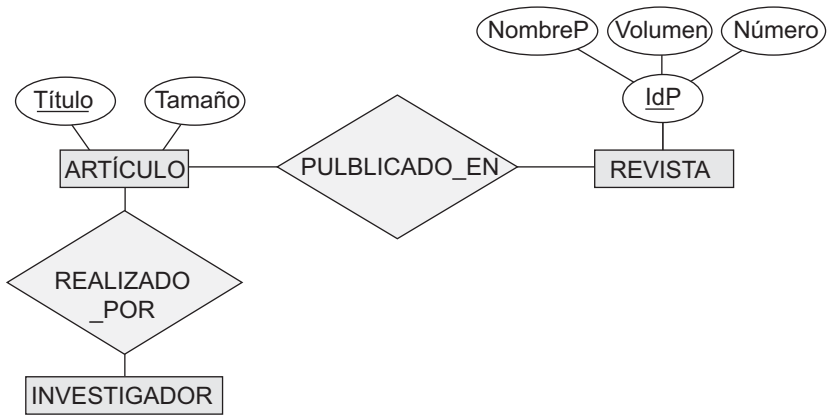 NombreP
Volumen
Número
Título
Tamaño
IdP
ARTÍCULO
PULBLICADO_EN
REVISTA
REALIZADO
_POR
INVESTIGADOR